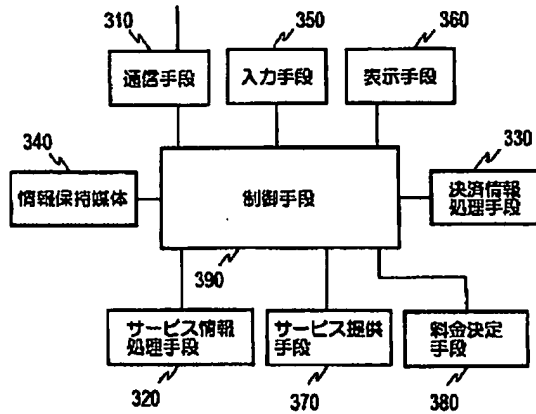 310
350
360
通信手段
入力手段
表示手段
340
330
情報保持媒体
制御手段
決済情報
処理手段
390
サービス情報
処理手段
サービス提供
手段
料金決定
手段
320
370
380